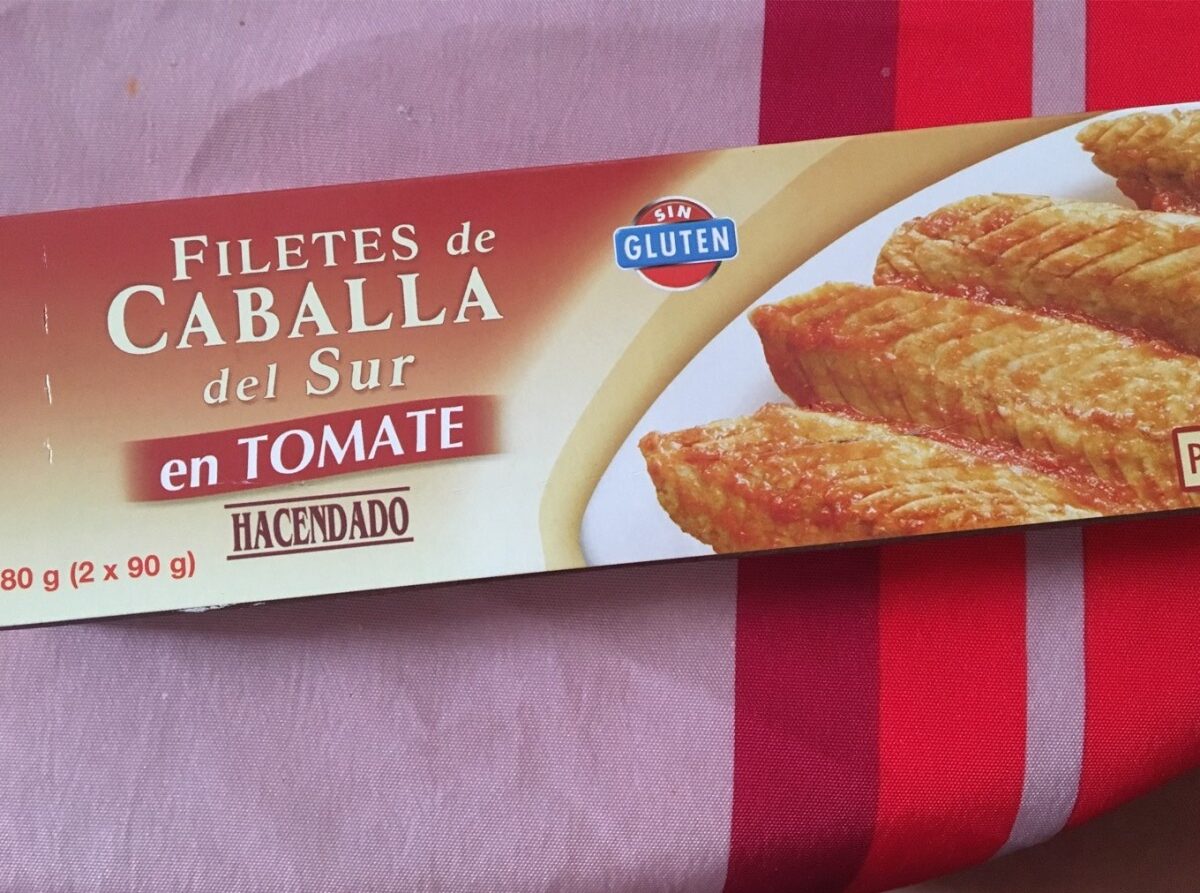 FILETES de
CABALLA
del Sur
en TOMATE
HACENDADO
80 g (2 x 90 g)
SIN
GLUTEN
P